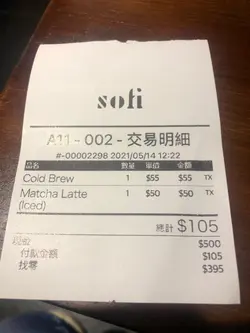 sofi
A11 - 002 - 交易明細
#-00002298 2021/05/14 12:22
品名 數量 單價 金額
Cold Brew 1 $55 $55 TX
Matcha Latte 1 $50 $50 TX
(Iced)
總計 $105
現金 $500
付款金額 $105
找零 $395